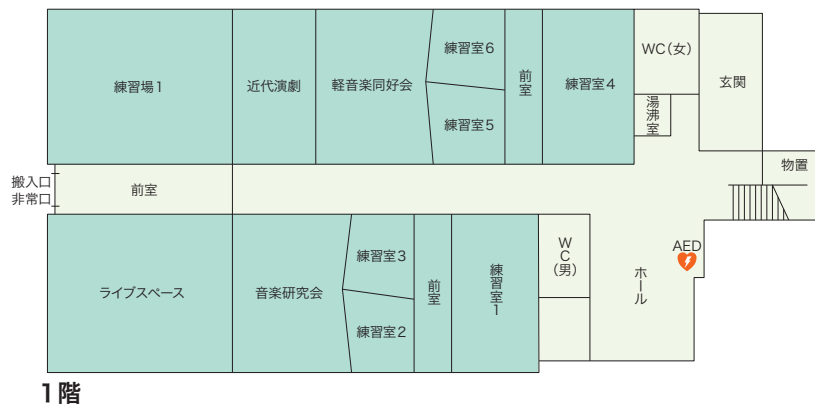 練習場1
近代演劇
軽音楽同好会
練習室6
練習室5
前室
練習室4
WC(女)
湯沸室
玄関
物置
搬入口
非常口
前室
ライブスペース
音楽研究会
練習室3
練習室2
前室
練習室1
WC(男)
ホール
AED
1階